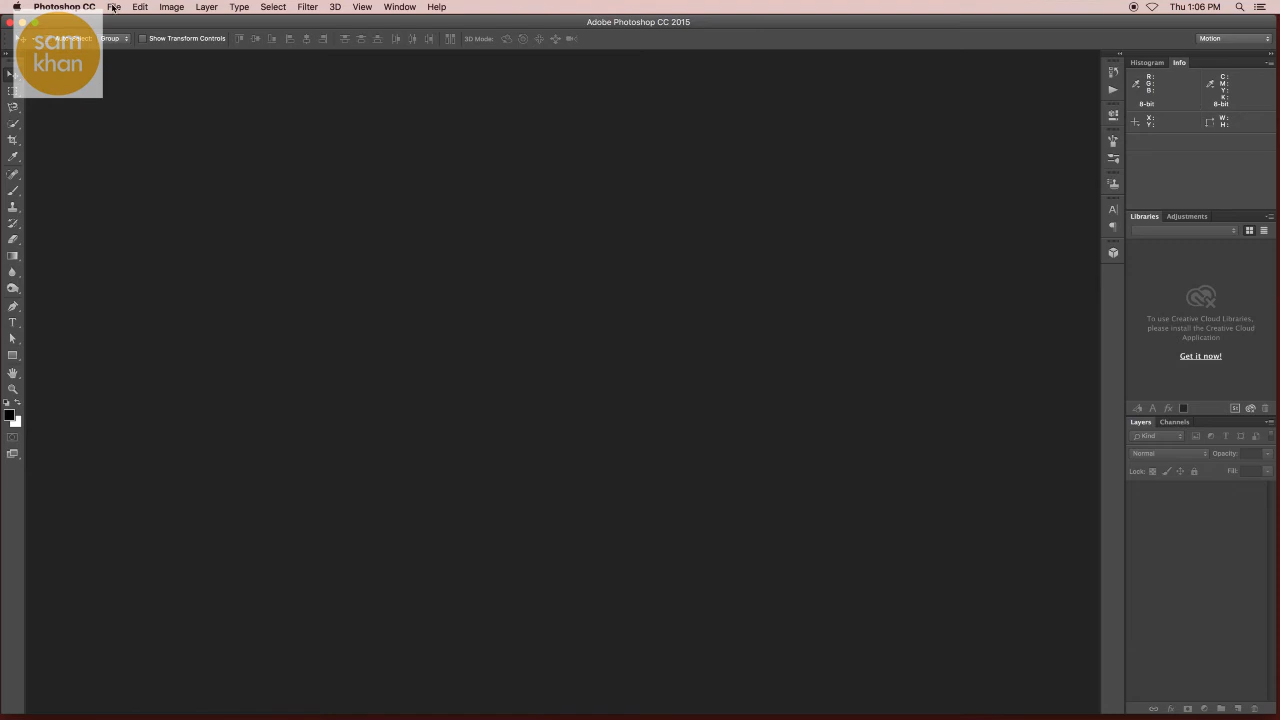 Photoshop CC File Edit Image Layer Type Select Filter 3D View Window Help Thu 1:06 PM
Adobe Photoshop CC 2015
Auto-Select: Group Show Transform Controls 3D Mode: Motion
sam
khan
Histogram Info
R: C:
G: M:
B: Y:
K:
8-bit 8-bit
X: W:
Y: H:
Libraries Adjustments
To use Creative Cloud Libraries,
please install the Creative Cloud
Application
Get it now!
St
Layers Channels
Kind
Normal Opacity:
Lock: Fill: